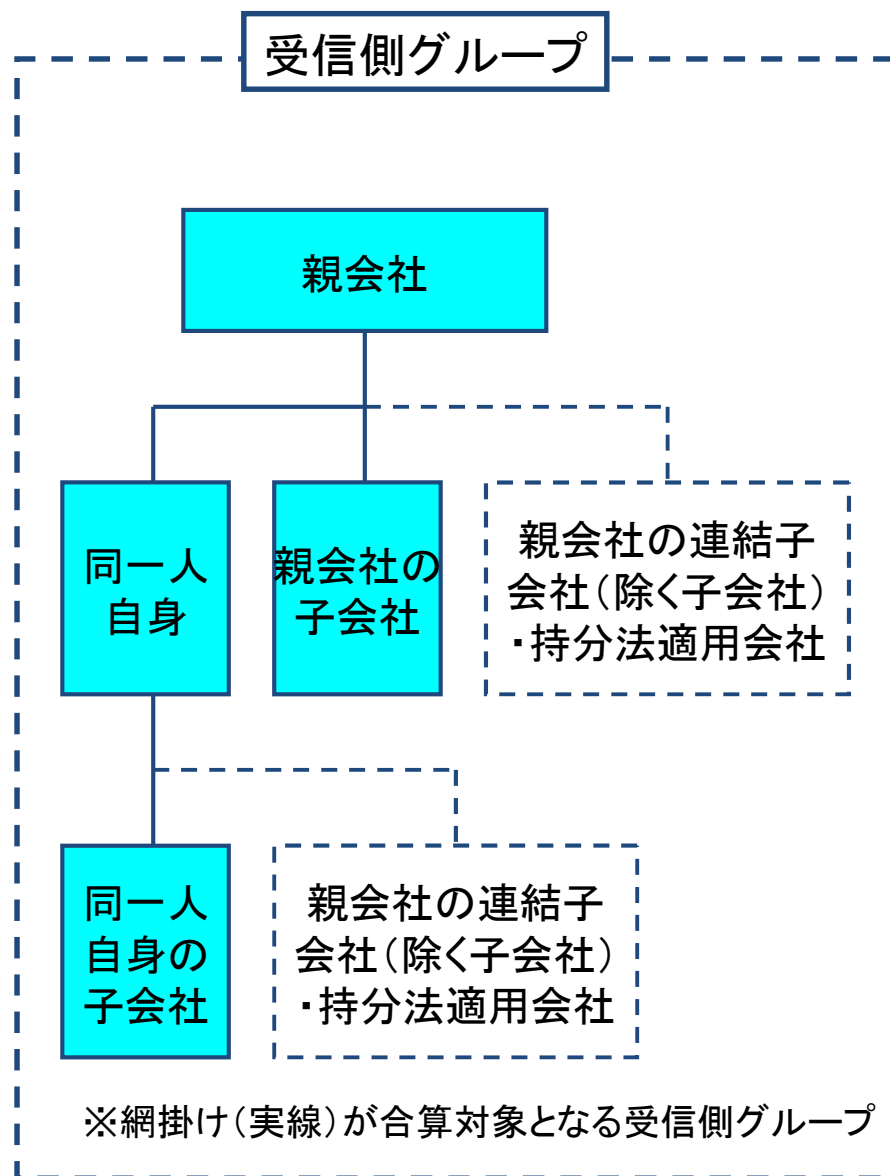 受信側グループ
親会社
同一人
自身
親会社の
子会社
親会社の連結子
会社（除く子会社）
・持分法適用会社
同一人
自身の
子会社
親会社の連結子
会社（除く子会社）
・持分法適用会社
※網掛け（実線）が合算対象となる受信側グループ